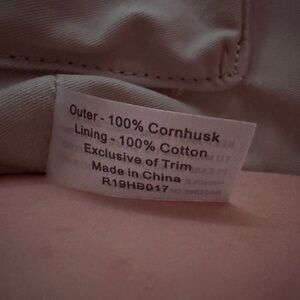 Outer - 100% Cornhusk
Lining - 100% Cotton
Exclusive of Trim
Made in China
R19HB017